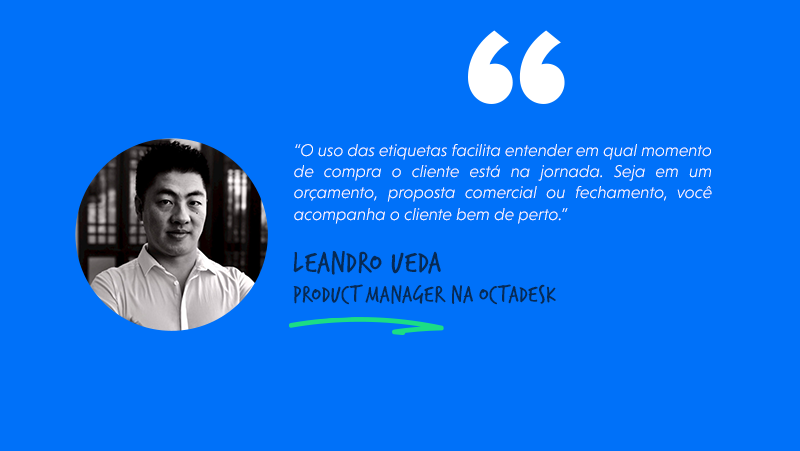 “O uso das etiquetas facilita entender em qual momento
de compra o cliente está na jornada. Seja em um
orçamento, proposta comercial ou fechamento, você
acompanha o cliente bem de perto.”
LEANDRO UEDA
PRODUCT MANAGER NA OCTADESK